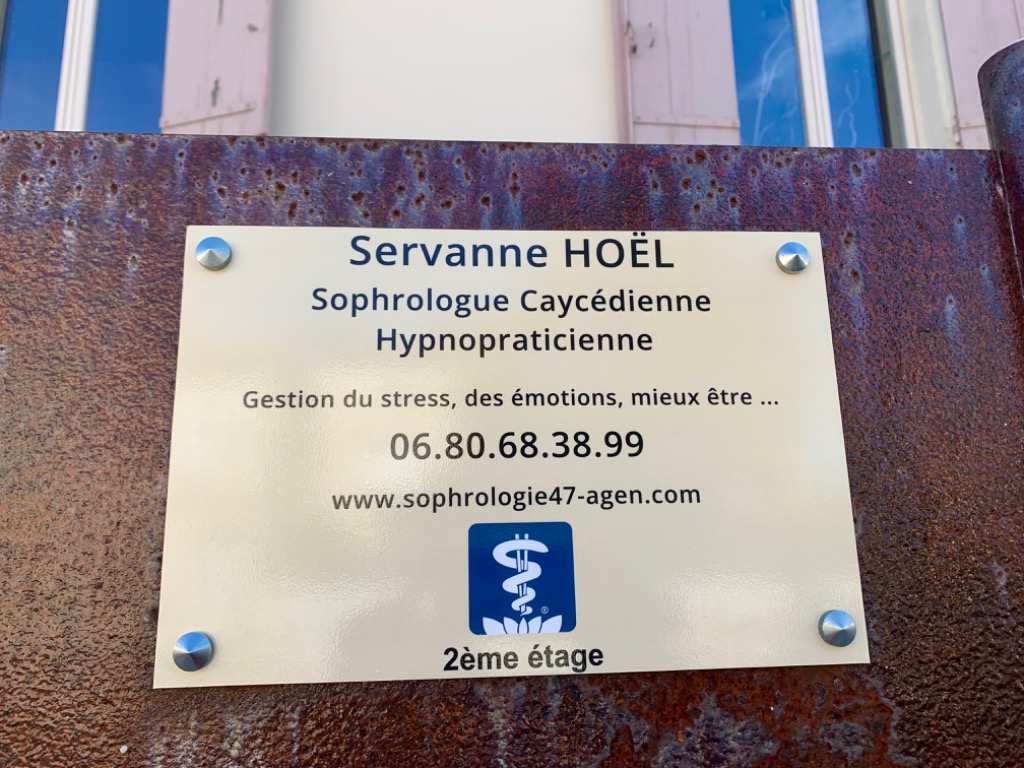 Servanne HOËL
Sophrologue Caycédienne
Hypnopraticienne
Gestion du stress, des émotions, mieux être ...
06.80.68.38.99
www.sophrologie47-agen.com
®
2ème étage